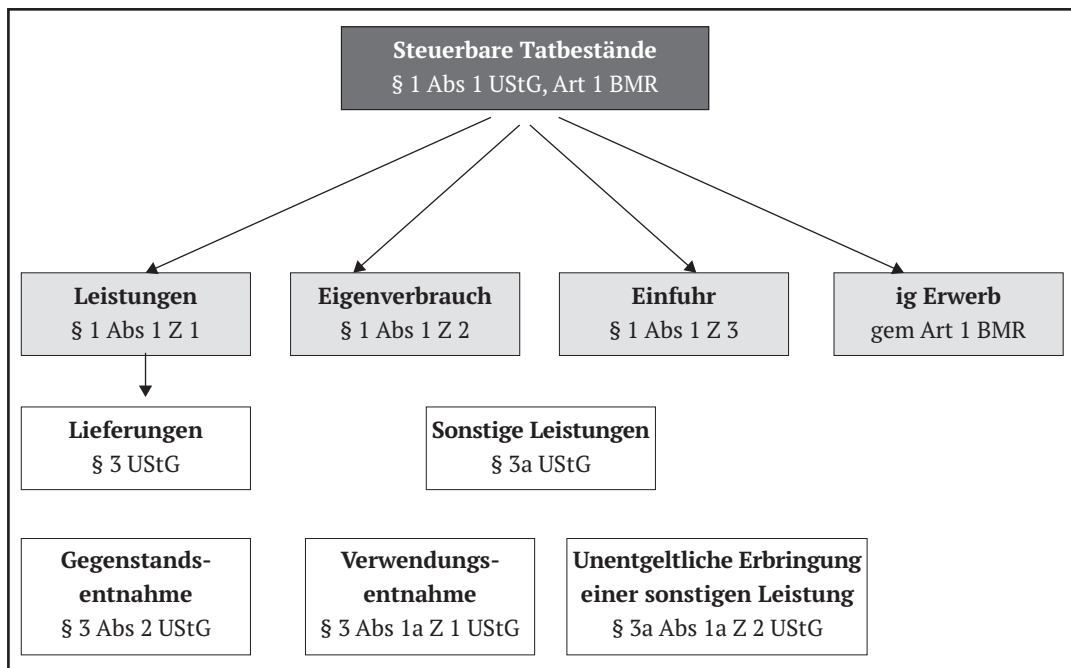 Steuerbare Tatbestände
§ 1 Abs 1 UStG, Art 1 BMR
Leistungen
§ 1 Abs 1 Z 1
Eigenverbrauch
§ 1 Abs 1 Z 2
Einfuhr
§ 1 Abs 1 Z 3
ig Erwerb
gem Art 1 BMR
Lieferungen
§ 3 UStG
Sonstige Leistungen
§ 3a UStG
Gegenstands-
entnahme
§ 3 Abs 2 UStG
Verwendungs-
entnahme
§ 3 Abs 1a Z 1 UStG
Unentgeltliche Erbringung
einer sonstigen Leistung
§ 3a Abs 1a Z 2 UStG